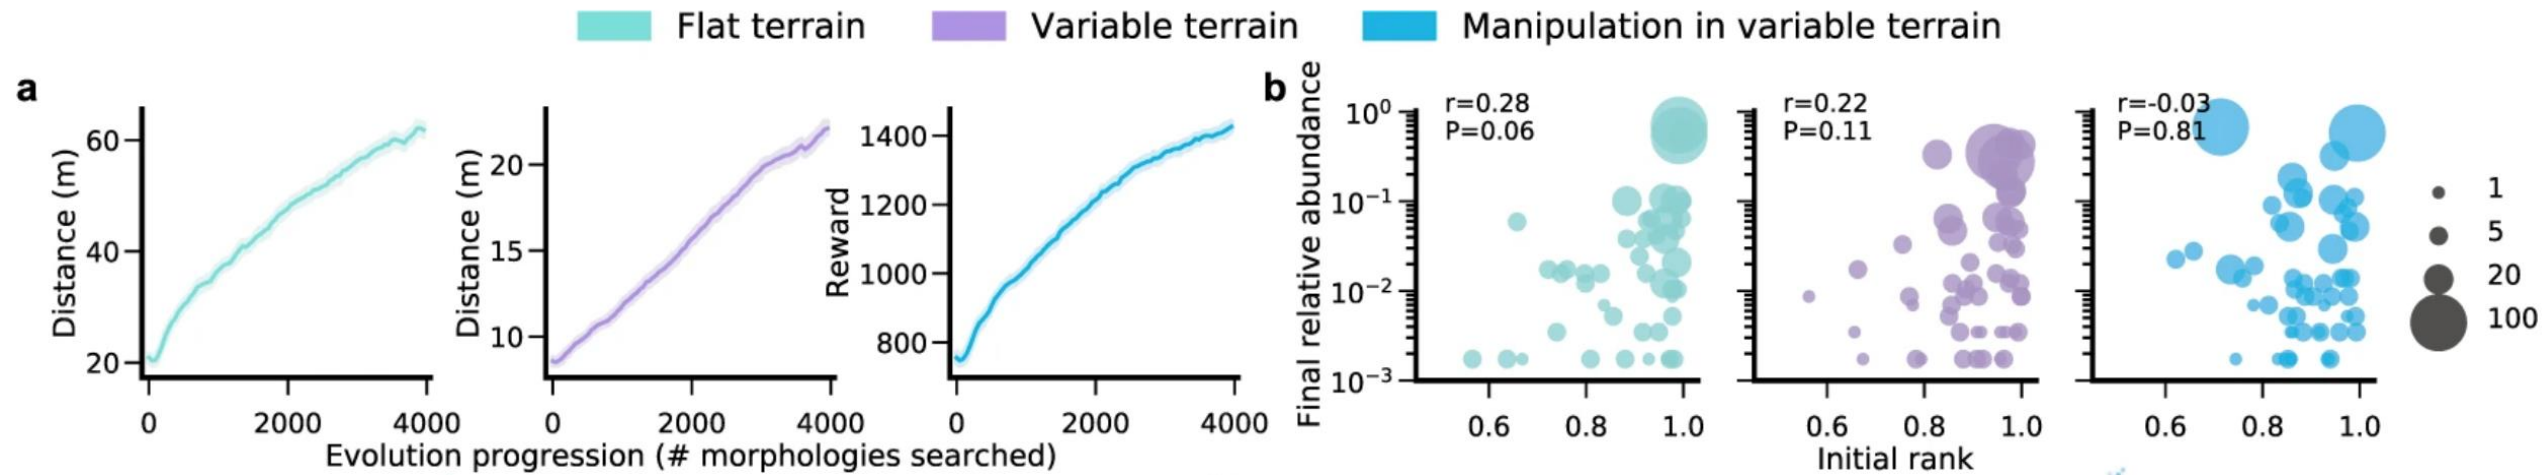 Flat terrain Variable terrain Manipulation in variable terrain
a
Distance (m)
60
40
20
0 2000 4000
Distance (m)
20
15
10
0 2000 4000
Reward
1400
1200
1000
800
0 2000 4000
Evolution progression (# morphologies searched)
b
Final relative abundance
10⁰
10⁻¹
10⁻²
10⁻³
r=0.28
P=0.06
0.6 0.8 1.0
r=0.22
P=0.11
0.6 0.8 1.0
r=-0.03
P=0.81
0.6 0.8 1.0
Initial rank
1
5
20
100